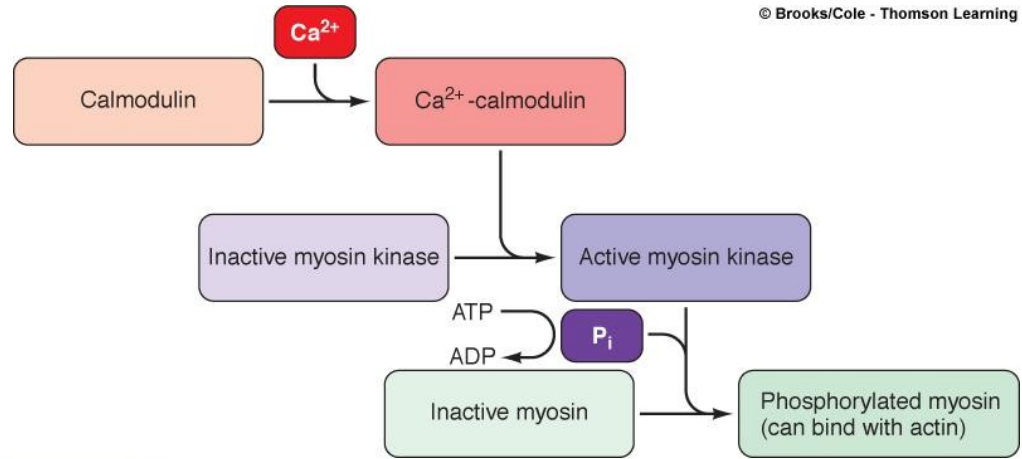 © Brooks/Cole - Thomson Learning
Ca²⁺
Calmodulin
Ca²⁺-calmodulin
Inactive myosin kinase
Active myosin kinase
ATP
Pᵢ
ADP
Inactive myosin
Phosphorylated myosin
(can bind with actin)